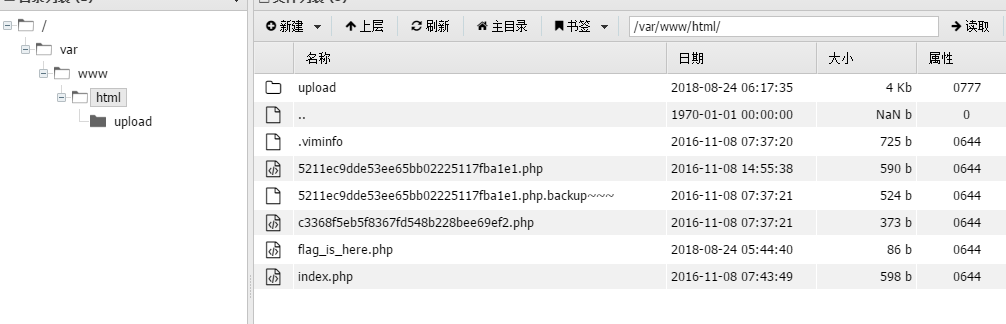 新建 上层 刷新 主目录 书签 /var/www/html/ 读取
/
var
www
html
upload
名称 日期 大小 属性
upload 2018-08-24 06:17:35 4 Kb 0777
.. 1970-01-01 00:00:00 NaN b 0
.viminfo 2016-11-08 07:37:20 725 b 0644
5211ec9dde53ee65bb02225117fba1e1.php 2016-11-08 14:55:38 590 b 0644
5211ec9dde53ee65bb02225117fba1e1.php.backup~~~ 2016-11-08 07:37:21 524 b 0644
c3368f5eb5f8367fd548b228bee69ef2.php 2016-11-08 07:37:21 373 b 0644
flag_is_here.php 2018-08-24 05:44:40 86 b 0644
index.php 2016-11-08 07:43:49 598 b 0644